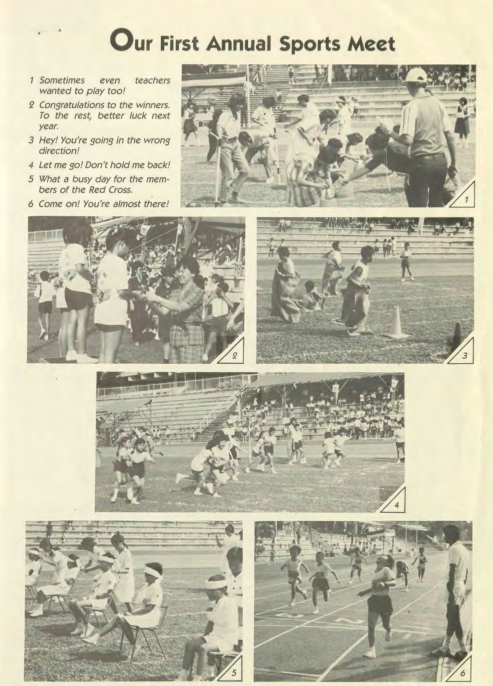 Our First Annual Sports Meet
1 Sometimes even teachers
wanted to play too!
2 Congratulations to the winners.
To the rest, better luck next
year.
3 Hey! You're going in the wrong
direction!
4 Let me go! Don't hold me back!
5 What a busy day for the mem-
bers of the Red Cross.
6 Come on! You're almost there!
1
2
3
4
5
6